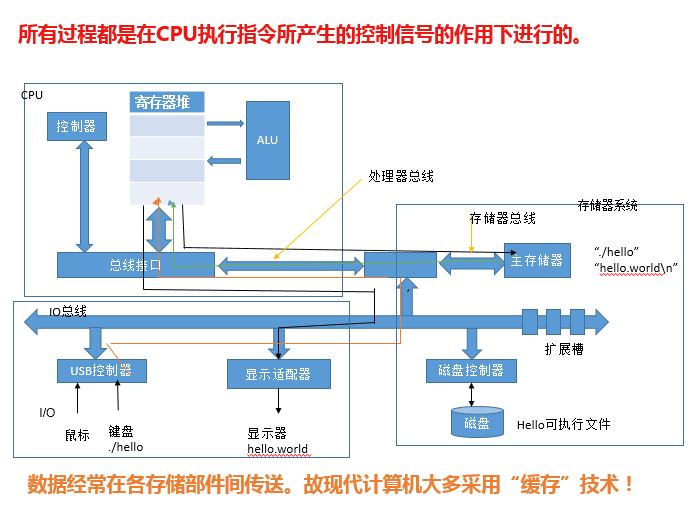 所有过程都是在CPU执行指令所产生的控制信号的作用下进行的。
CPU
寄存器堆
控制器
ALU
处理器总线
存储器系统
存储器总线
总线接口
主存储器
“./hello”
“hello.world\n”
IO总线
扩展槽
USB控制器
显示适配器
磁盘控制器
I/O
鼠标
键盘
./hello
显示器
hello.world
磁盘
Hello可执行文件
数据经常在各存储部件间传送。故现代计算机大多采用“缓存”技术！